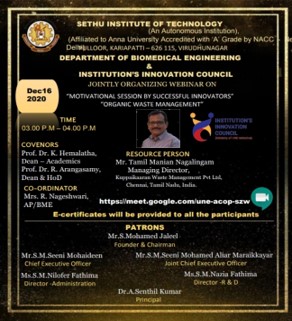 SETHU INSTITUTE OF TECHNOLOGY
(An Autonomous Institution),
(Affiliated to Anna University Accredited with 'A' Grade by NACC
PULLOOR, KARIAPATTI – 626 115, VIRUDHUNAGAR
DEPARTMENT OF BIOMEDICAL ENGINEERING
&
INSTITUTION'S INNOVATION COUNCIL
JOINTLY ORGANIZING WEBINAR ON
"MOTIVATIONAL SESSION BY SUCCESSFUL INNOVATORS"
"ORGANIC WASTE MANAGEMENT"
Dec16
2020
TIME
03.00 P.M – 04.00 P.M
INSTITUTION'S
INNOVATION
COUNCIL
COVENORS
Prof. Dr. K. Hemalatha,
Dean – Academics
Prof. Dr. R. Arangasamy,
Dean & HoD
CO-ORDINATOR
Mrs. R. Nageshwari,
AP/BME
RESOURCE PERSON
Mr. Tamil Manian Nagalingam
Managing Director,
Kuppaikaaran Waste Management Pvt Ltd,
Chennai, Tamil Nadu, India.
https://meet.google.com/une-acop-szw
E-certificates will be provided to all the participants
PATRONS
Mr.S.Mohamed Jaleel
Founder & Chairman
Mr.S.M.Seeni Mohaideen
Chief Executive Officer
Mr.S.M.Seeni Mohamed Aliar Maraikkayar
Joint Chief Executive Officer
Ms.S.M.Nilofer Fathima
Director -Administration
Ms.S.M.Nazia Fathima
Director -R & D
Dr.A.Senthil Kumar
Principal